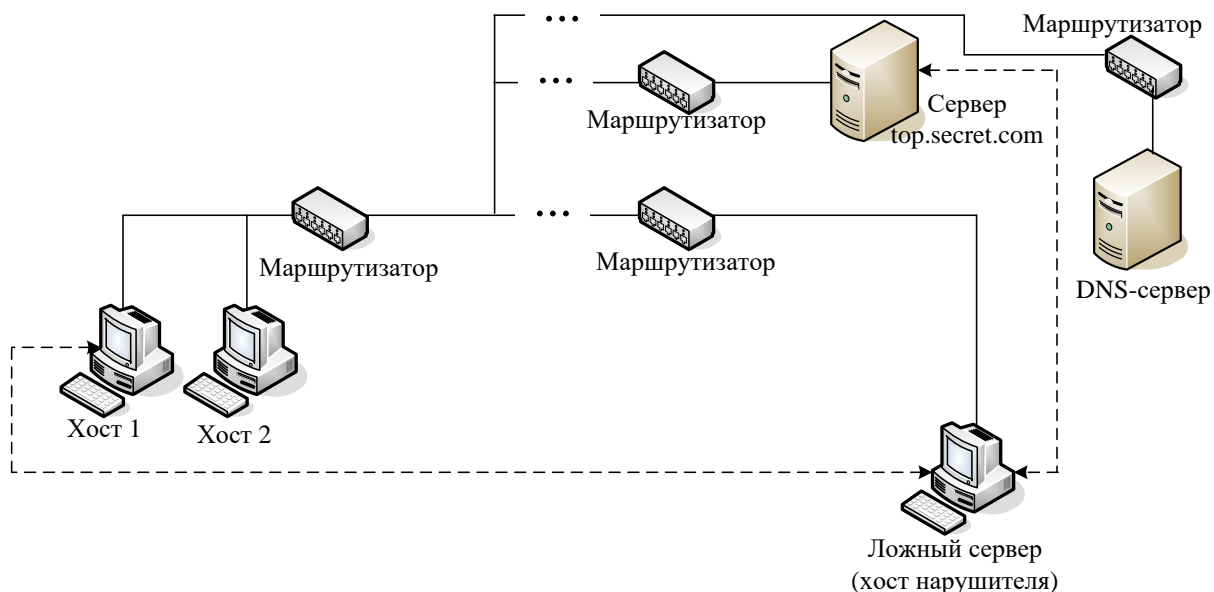 • • •
Маршрутизатор
• • •
Маршрутизатор
Сервер
top.secret.com
• • •
Маршрутизатор
Маршрутизатор
DNS-сервер
Хост 1
Хост 2
Ложный сервер
(хост нарушителя)